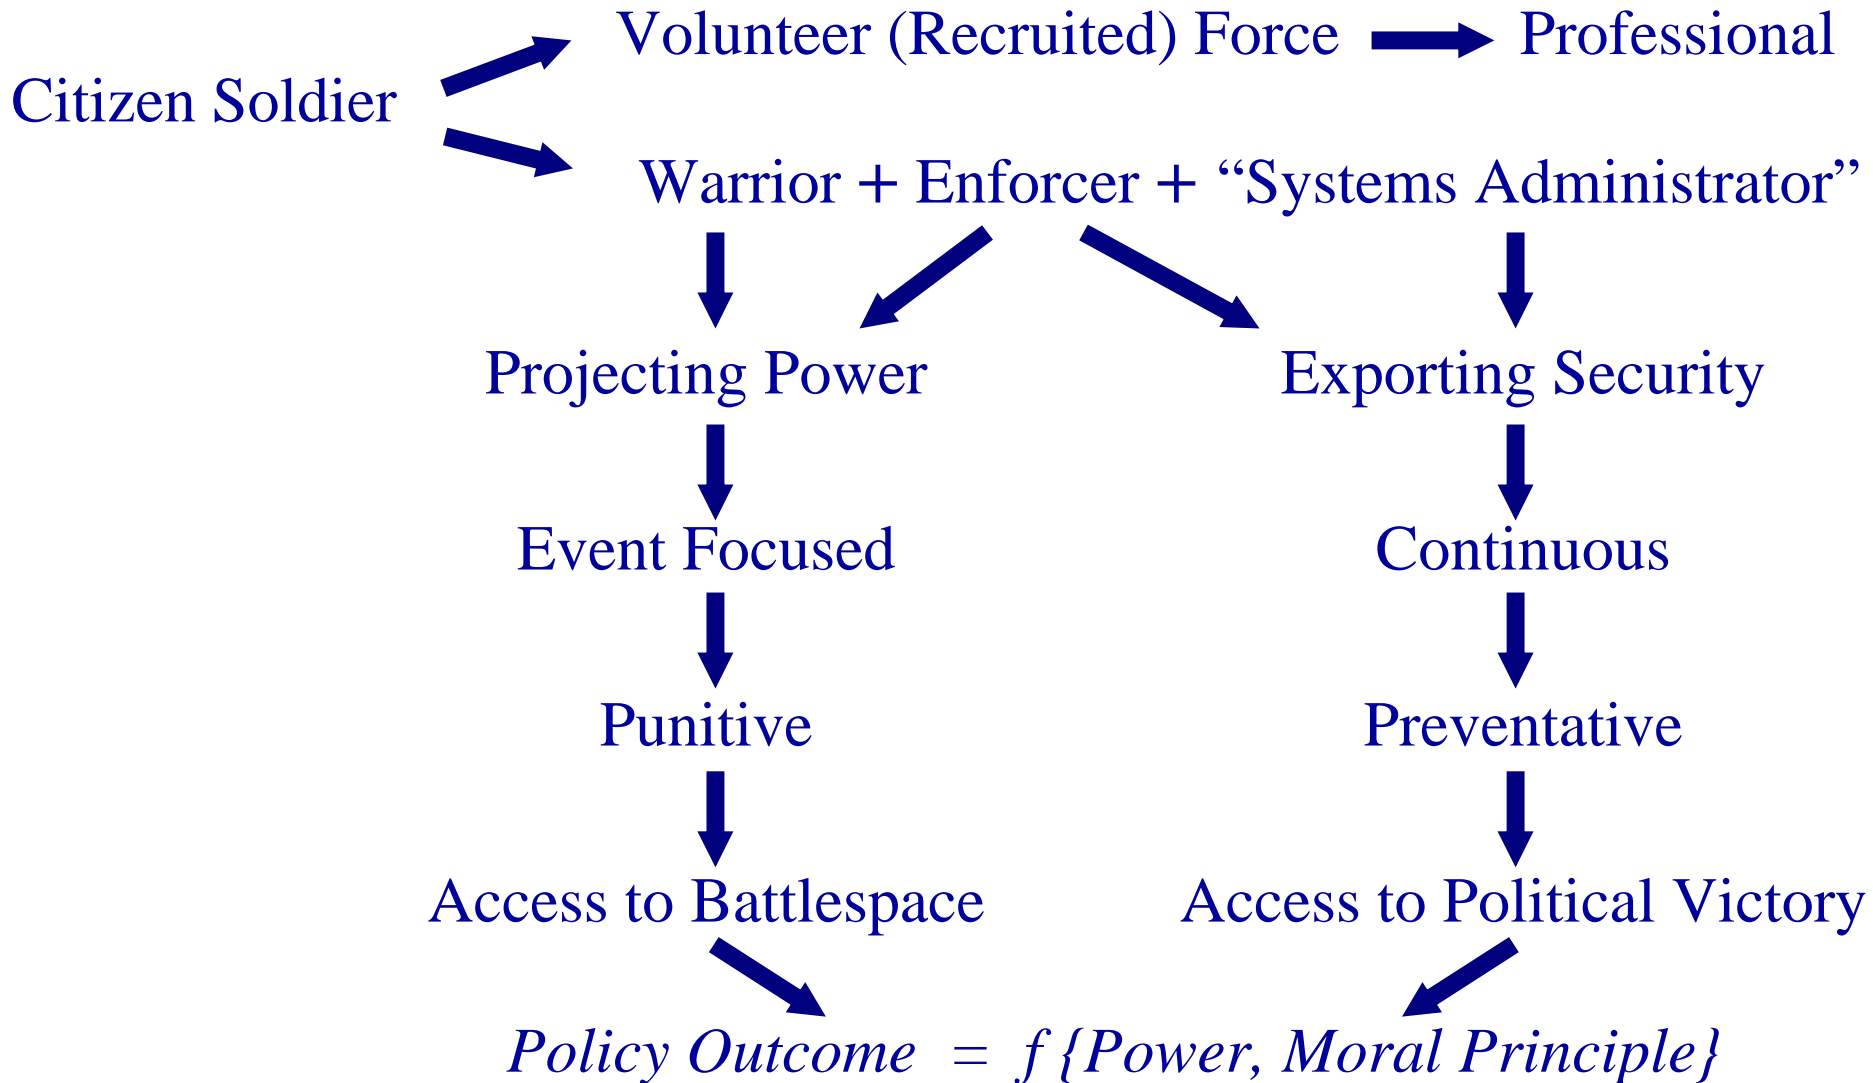 Volunteer (Recruited) Force Professional
Citizen Soldier
Warrior + Enforcer + “Systems Administrator”
Projecting Power Exporting Security
Event Focused Continuous
Punitive Preventative
Access to Battlespace Access to Political Victory
Policy Outcome = f {Power, Moral Principle}